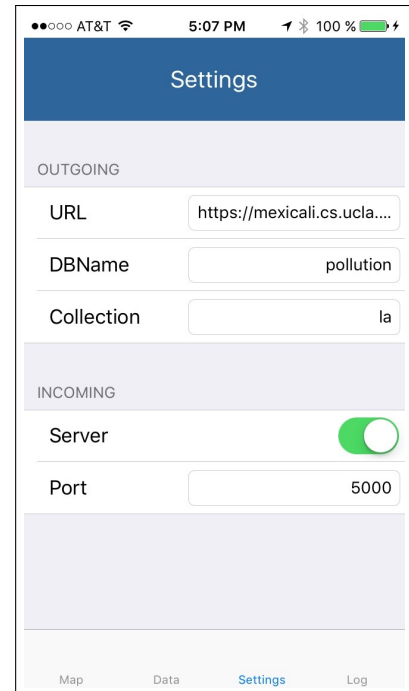 ●●○○○ AT&T 5:07 PM 100 %
Settings
OUTGOING
URL https://mexicali.cs.ucla....
DBName pollution
Collection la
INCOMING
Server
Port 5000
Map Data Settings Log